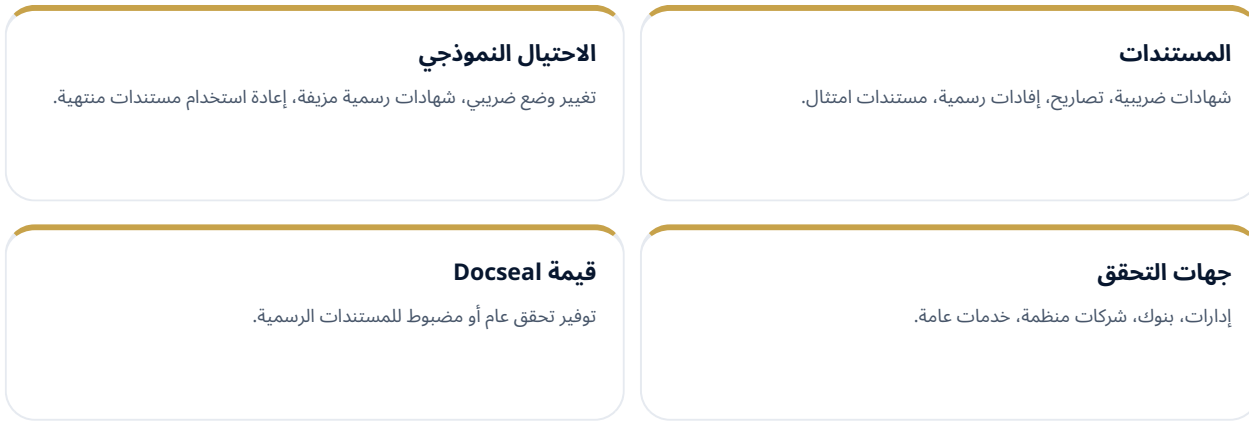 المستندات
شهادات ضريبية، تصاريح، إفادات رسمية، مستندات امتثال.
الاحتيال النموذجي
تغيير وضع ضريبي، شهادات رسمية مزيفة، إعادة استخدام مستندات منتهية.
جهات التحقق
إدارات، بنوك، شركات منظمة، خدمات عامة.
قيمة Docseal
توفير تحقق عام أو مضبوط للمستندات الرسمية.